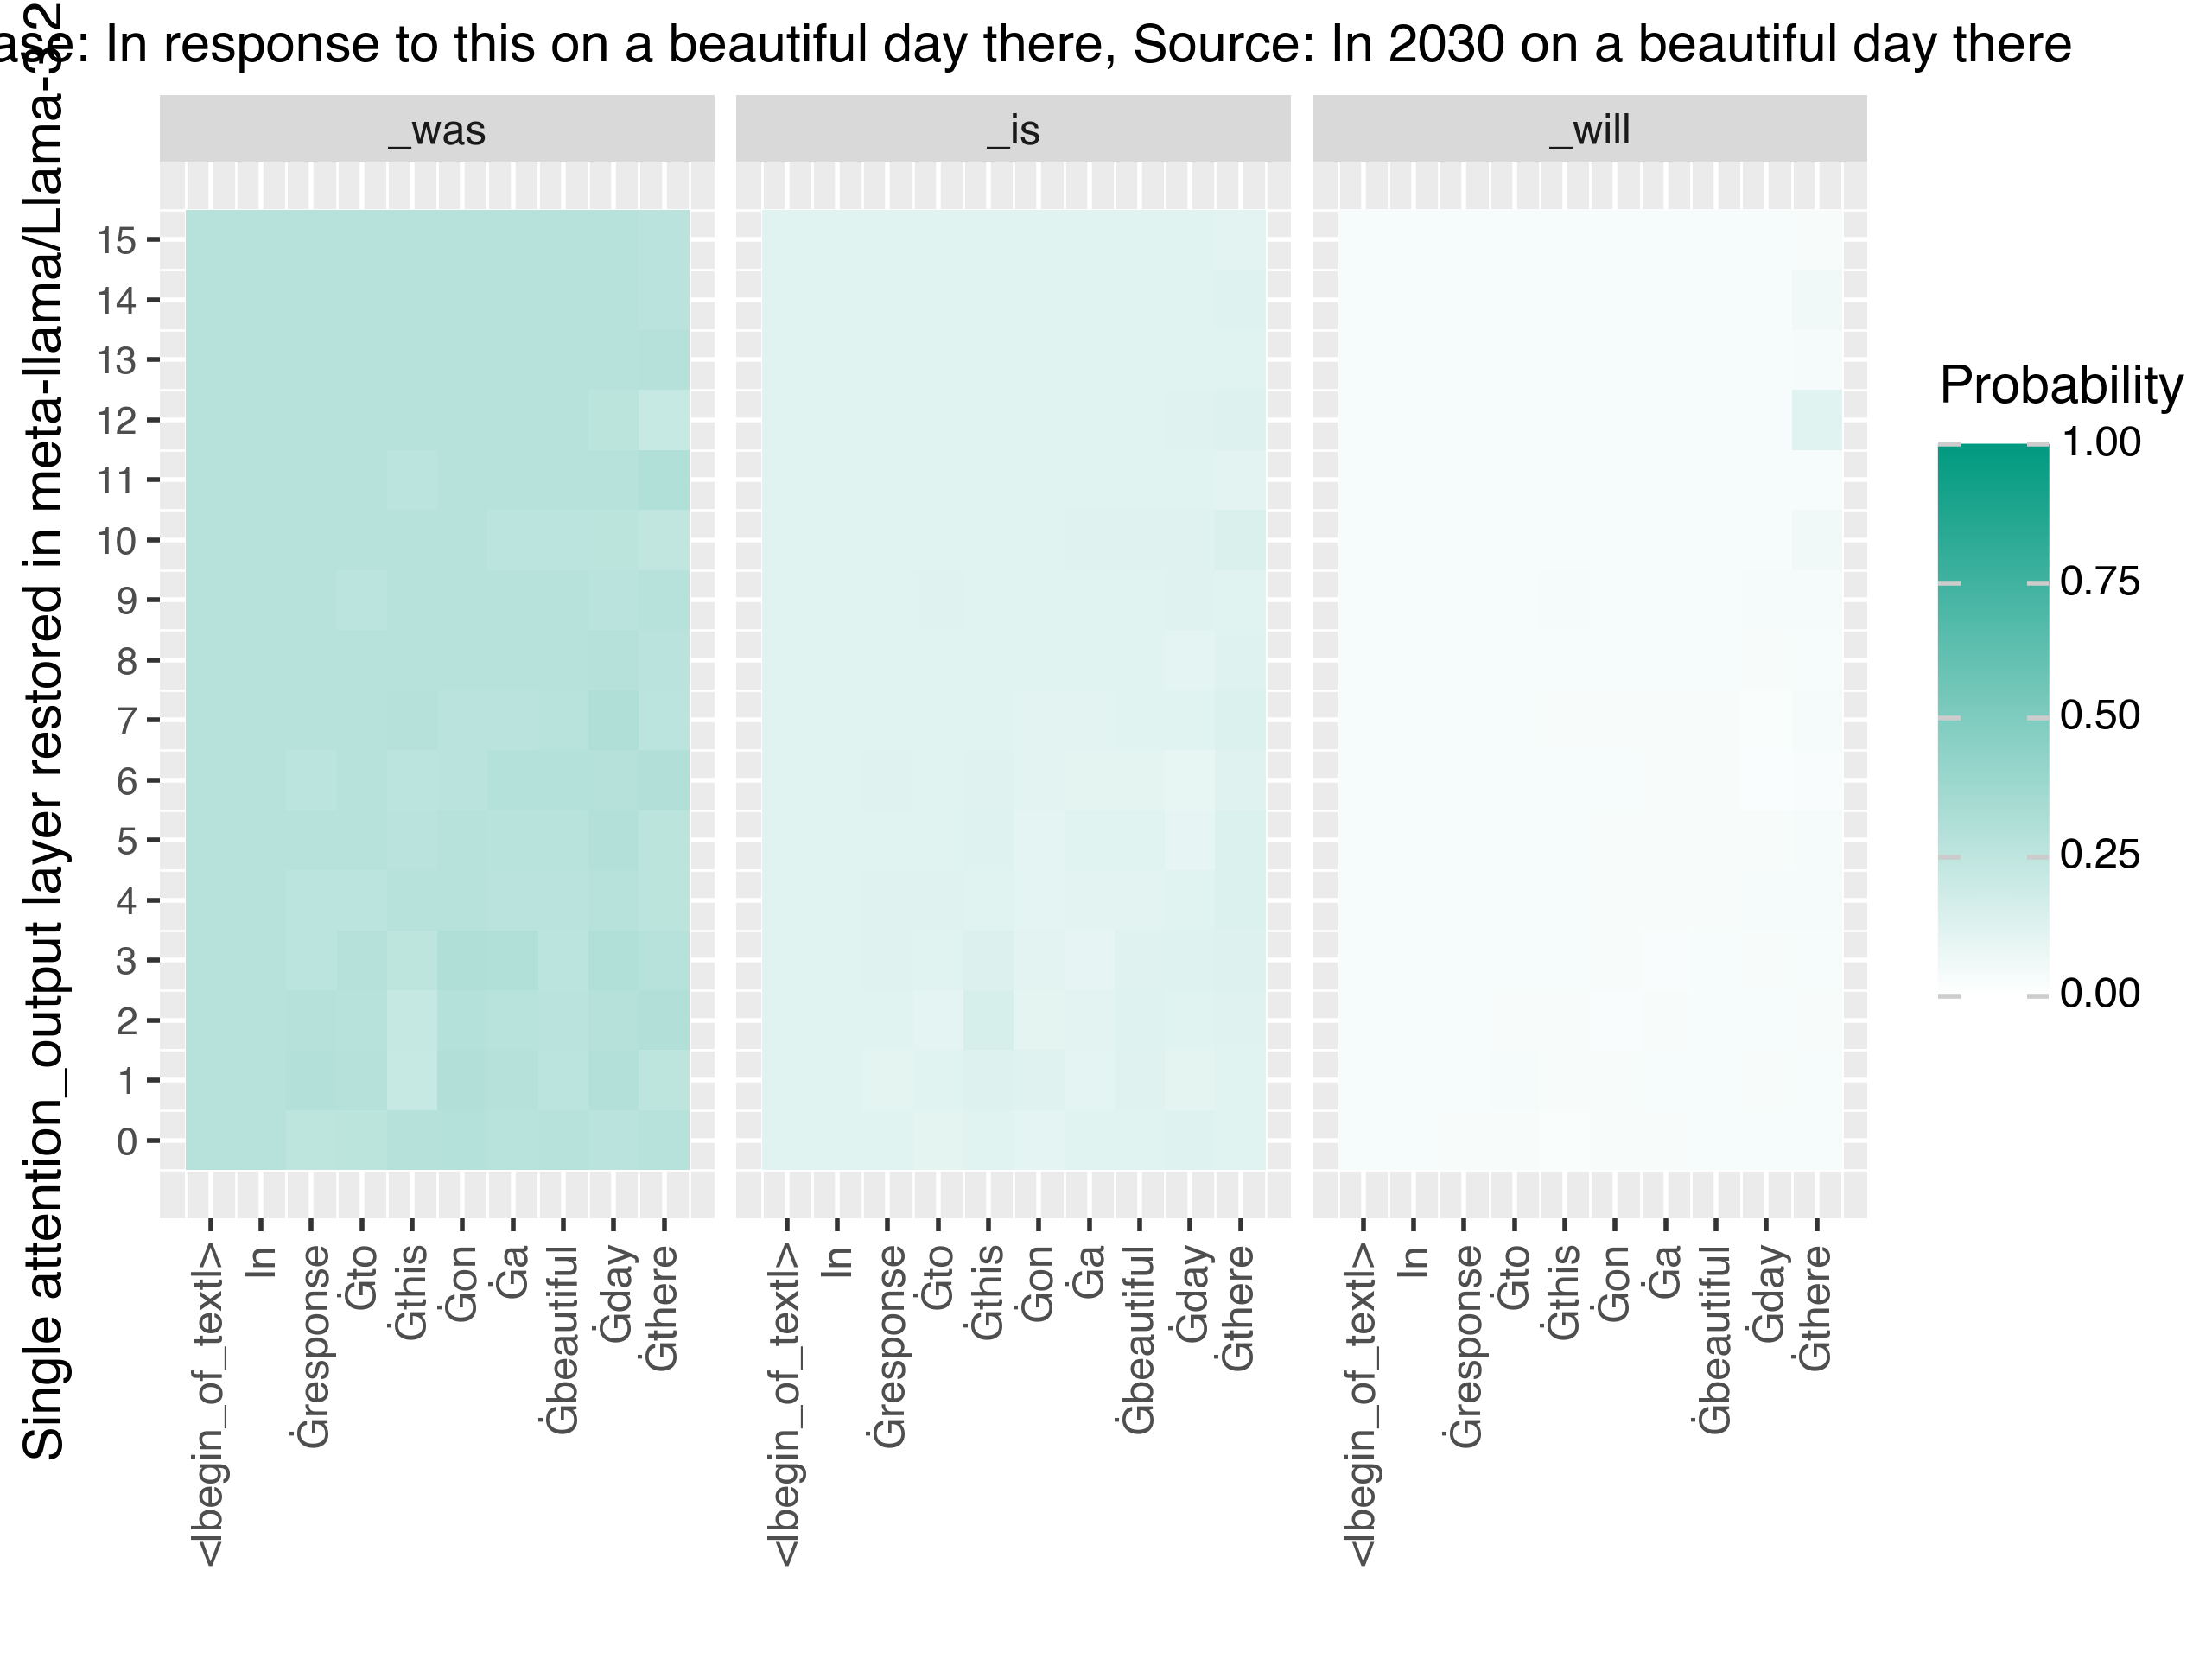 ase: In response to this on a beautiful day there, Source: In 2030 on a beautiful day there
Single attention_output layer restored in meta-llama/Llama-3.2
_was
_is
_will
15
14
13
12
11
10
9
8
7
6
5
4
3
2
1
0
<|begin_of_text|>
In
Ġresponse
Ġto
Ġthis
Ġon
Ġa
Ġbeautiful
Ġday
Ġthere
<|begin_of_text|>
In
Ġresponse
Ġto
Ġthis
Ġon
Ġa
Ġbeautiful
Ġday
Ġthere
<|begin_of_text|>
In
Ġresponse
Ġto
Ġthis
Ġon
Ġa
Ġbeautiful
Ġday
Ġthere
Probability
1.00
0.75
0.50
0.25
0.00